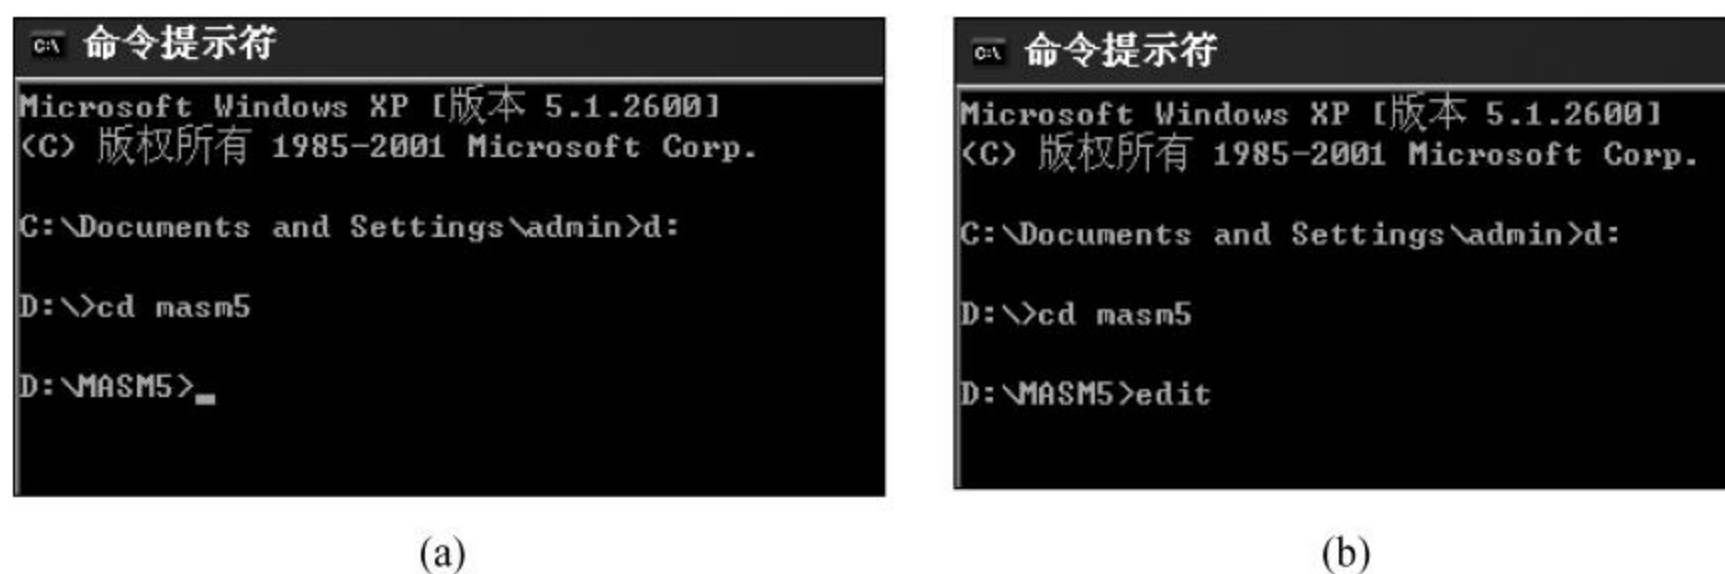 命令提示符
Microsoft Windows XP [版本 5.1.2600]
(C) 版权所有 1985-2001 Microsoft Corp.
C:\Documents and Settings\admin>d:
D:\>cd masm5
D:\MASM5>_
(a)
命令提示符
Microsoft Windows XP [版本 5.1.2600]
(C) 版权所有 1985-2001 Microsoft Corp.
C:\Documents and Settings\admin>d:
D:\>cd masm5
D:\MASM5>edit
(b)